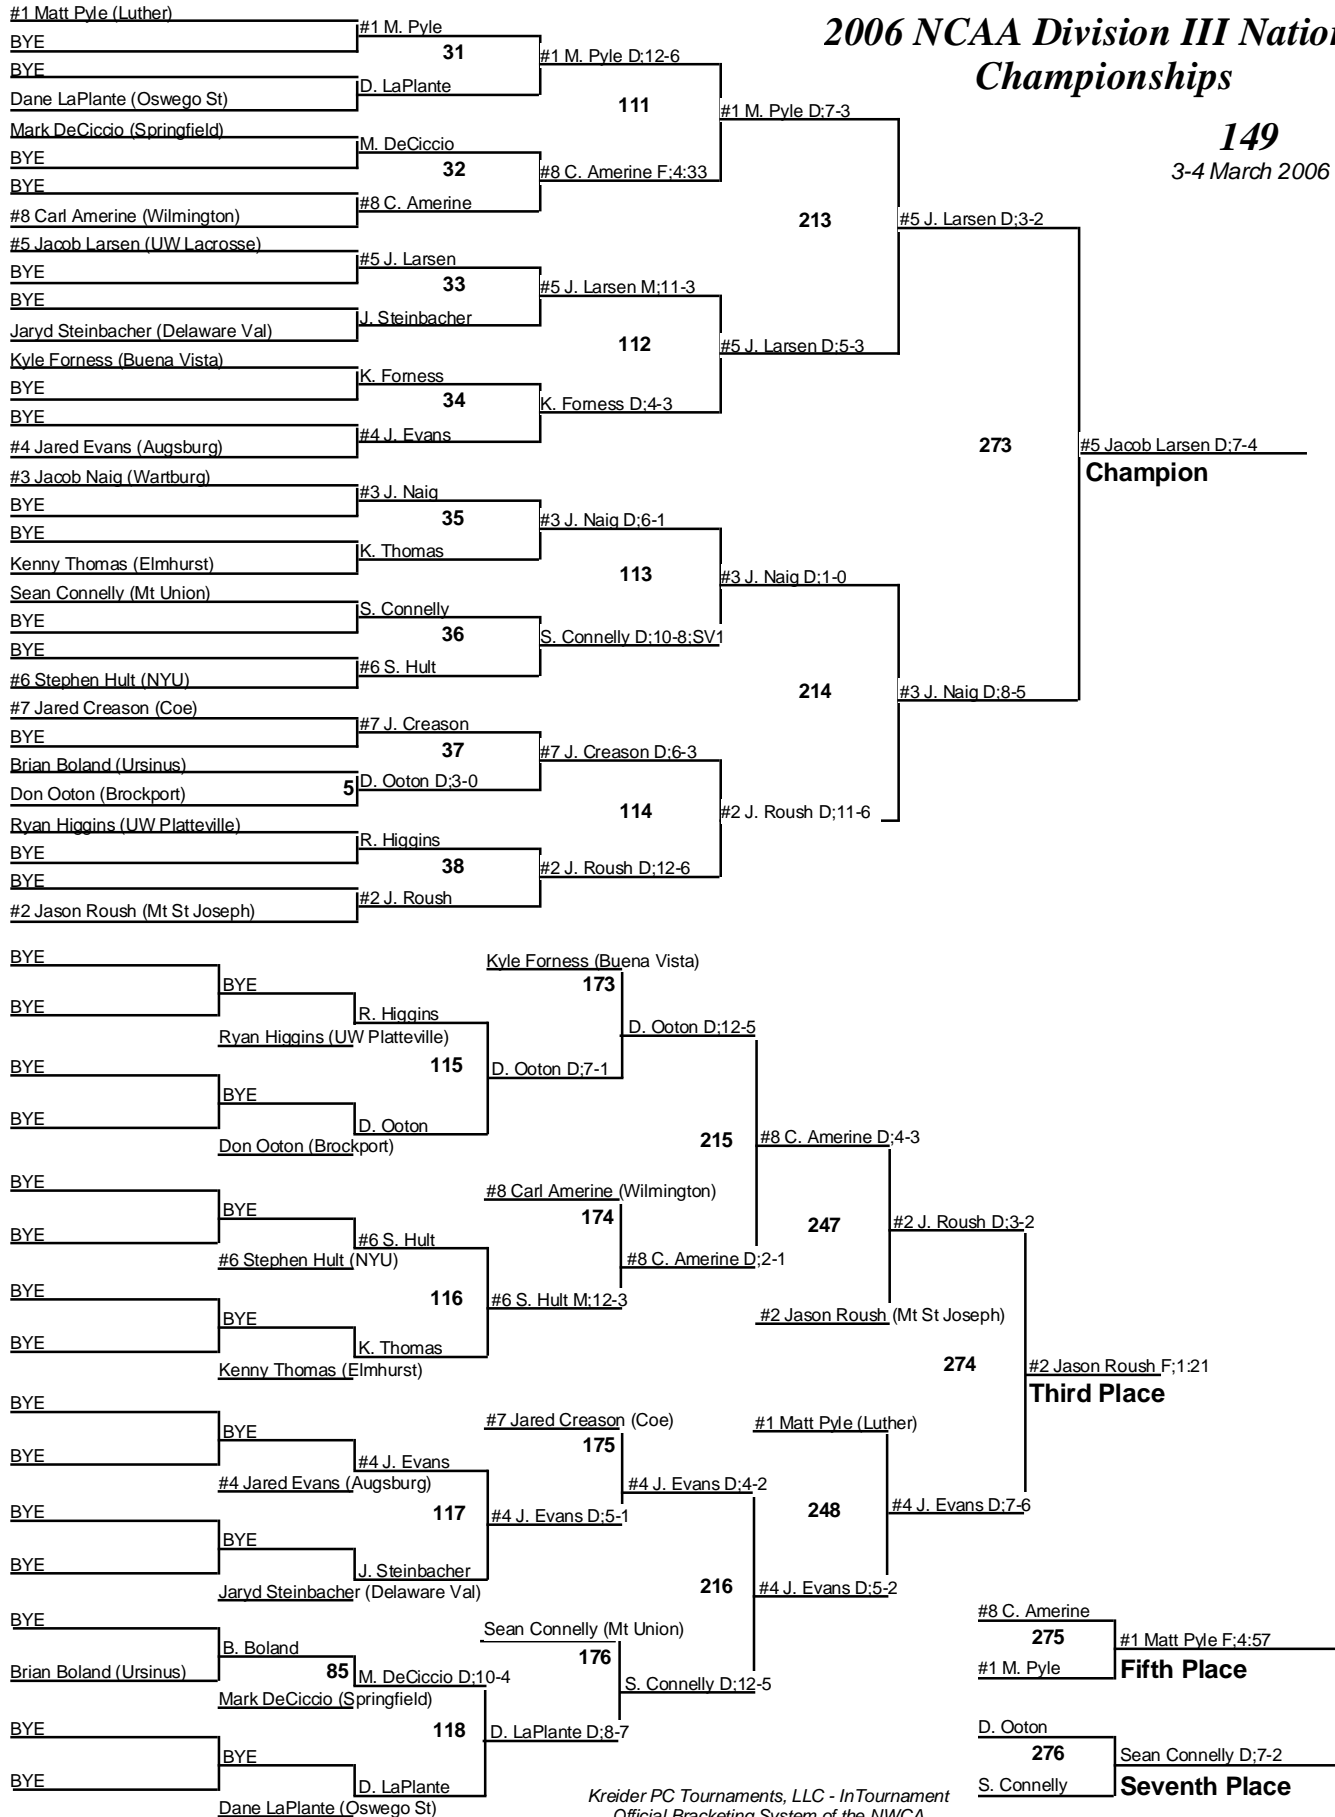 2006 NCAA Division III Nation
Championships
149
3-4 March 2006
#1 Matt Pyle (Luther)
BYE
#1 M. Pyle
31
BYE
Dane LaPlante (Oswego St)
D. LaPlante
#1 M. Pyle D;12-6
111
Mark DeCiccio (Springfield)
BYE
M. DeCiccio
32
BYE
#8 Carl Amerine (Wilmington)
#8 C. Amerine
#8 C. Amerine F;4:33
#1 M. Pyle D;7-3
213
#5 Jacob Larsen (UW Lacrosse)
BYE
#5 J. Larsen
33
BYE
Jaryd Steinbacher (Delaware Val)
J. Steinbacher
#5 J. Larsen M;11-3
112
Kyle Forness (Buena Vista)
BYE
K. Forness
34
BYE
#4 Jared Evans (Augsburg)
#4 J. Evans
K. Forness D;4-3
#5 J. Larsen D;5-3
#5 J. Larsen D;3-2
273
#5 Jacob Larsen D;7-4
Champion
#3 Jacob Naig (Wartburg)
BYE
#3 J. Naig
35
BYE
Kenny Thomas (Elmhurst)
K. Thomas
#3 J. Naig D;6-1
113
Sean Connelly (Mt Union)
BYE
S. Connelly
36
BYE
#6 Stephen Hult (NYU)
#6 S. Hult
S. Connelly D;10-8;SV1
#3 J. Naig D;1-0
214
#3 J. Naig D;8-5
#7 Jared Creason (Coe)
BYE
#7 J. Creason
37
Brian Boland (Ursinus)
Don Ooton (Brockport)
5
D. Ooton D;3-0
#7 J. Creason D;6-3
114
Ryan Higgins (UW Platteville)
BYE
R. Higgins
38
BYE
#2 Jason Roush (Mt St Joseph)
#2 J. Roush
#2 J. Roush D;12-6
#2 J. Roush D;11-6
BYE
BYE
BYE
R. Higgins
Ryan Higgins (UW Platteville)
115
BYE
BYE
BYE
D. Ooton
Don Ooton (Brockport)
D. Ooton D;7-1
Kyle Forness (Buena Vista)
173
D. Ooton D;12-5
215
BYE
BYE
BYE
#6 S. Hult
#6 Stephen Hult (NYU)
116
BYE
BYE
BYE
K. Thomas
Kenny Thomas (Elmhurst)
#6 S. Hult M;12-3
#8 Carl Amerine (Wilmington)
174
#8 C. Amerine D;2-1
#8 C. Amerine D;4-3
247
#2 Jason Roush (Mt St Joseph)
#2 J. Roush D;3-2
274
#2 Jason Roush F;1:21
Third Place
BYE
BYE
BYE
#4 J. Evans
#4 Jared Evans (Augsburg)
117
BYE
BYE
BYE
J. Steinbacher
Jaryd Steinbacher (Delaware Val)
#4 J. Evans D;5-1
#7 Jared Creason (Coe)
175
#4 J. Evans D;4-2
216
#1 Matt Pyle (Luther)
248
#4 J. Evans D;7-6
#4 J. Evans D;5-2
BYE
Brian Boland (Ursinus)
B. Boland
85
M. DeCiccio D;10-4
Mark DeCiccio (Springfield)
118
BYE
BYE
BYE
D. LaPlante
Dane LaPlante (Oswego St)
D. LaPlante D;8-7
Sean Connelly (Mt Union)
176
S. Connelly D;12-5
#8 C. Amerine
275
#1 M. Pyle
#1 Matt Pyle F;4:57
Fifth Place
D. Ooton
276
S. Connelly
Sean Connelly D;7-2
Seventh Place
Kreider PC Tournaments, LLC - InTournament
Official Bracketing System of the NWCA